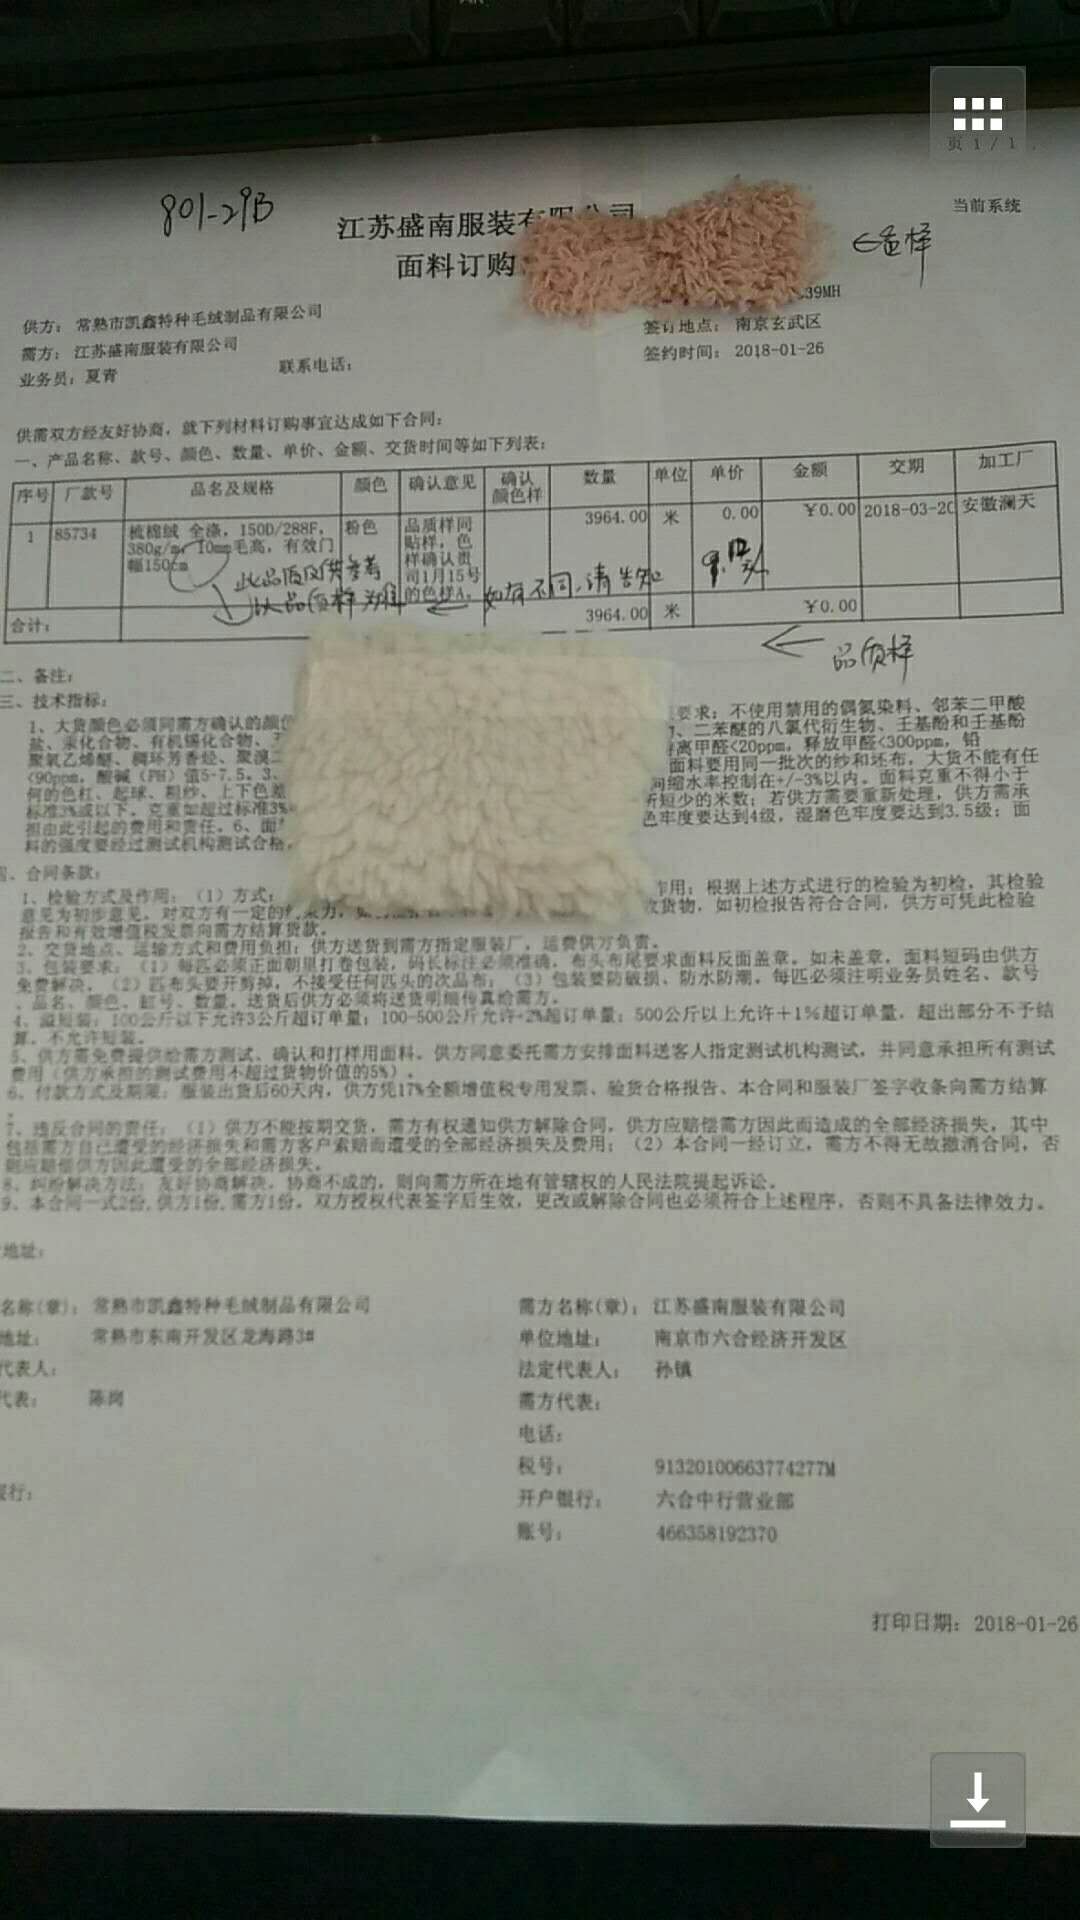 页 1 / 1
当前系统
801-29B
江苏盛南服装有限公司
面料订购
39MH
供方：常熟市凯鑫特种毛绒制品有限公司
签订地点：南京玄武区
需方：江苏盛南服装有限公司
签约时间：2018-01-26
业务员：夏青
联系电话：
供需双方经友好协商，就下列材料订购事宜达成如下合同：
一、产品名称、款号、颜色、数量、单价、金额、交货时间等如下列表：
序号 厂款号 品名及规格 颜色 确认意见 确认颜色样 数量 单位 单价 金额 交期 加工厂
1 85734 梳棉绒 全涤，150D/288F，380g/m，10mm毛高，有效门幅150cm 粉色 品质样同贴样，色样确认贵司1月15号的色样A。 3964.00 米 0.00 ￥0.00 2018-03-20 安徽澜天
此品质仅供参考
以品质样为准 ← 如有不同，请告知
合计： 3964.00 米 ￥0.00
← 品质样
二、备注：
三、技术指标：
1、大货颜色必须同需方确认的颜色
要求：不使用禁用的偶氮染料、邻苯二甲酸
盐、汞化合物、有机锡化合物、
、二苯醚的八氯代衍生物、壬基酚和壬基酚
聚氧乙烯醚、稠环芳香烃、聚溴二
离甲醛<20ppm，释放甲醛<300ppm，铅
<90ppm，酸碱（PH）值5-7.5。3、
面料要用同一批次的纱和坯布，大货不能有任
何的色杠、起球、粗纱、上下色差
间缩水率控制在+/-3%以内。面料克重不得小于
标准3%或以下。克重如超过标准3%
所短少的米数；若供方需要重新处理，供方需承
担由此引起的费用和责任。6、面
色牢度要达到4级，湿磨色牢度要达到3.5级；面
料的强度要经过测试机构测试合格。
四、合同条款：
1、检验方式及作用：（1）方式：
作用：根据上述方式进行的检验为初检，其检验
意见为初步意见，对双方有一定的约束力，
收货物，如初检报告符合合同，供方可凭此检验
报告和有效增值税发票向需方结算货款。
2、交货地点、运输方式和费用负担：供方送货到需方指定服装厂，运费供方负责。
3、包装要求：（1）每匹必须正面朝里打卷包装，码长标注必须准确，布头布尾要求面料反面盖章。如未盖章，面料短码由供方
免费解决。（2）匹布头要开剪掉，不接受任何匹头的次品布；（3）包装要防破损、防水防潮，每匹必须注明业务员姓名、款号
、品名、颜色、缸号、数量。送货后供方必须将送货明细传真给需方。
4、溢短装：100公斤以下允许3公斤超订单量；100-500公斤允许+2%超订单量；500公斤以上允许+1%超订单量，超出部分不予结
算。不允许短装。
5、供方需免费提供给需方测试、确认和打样用面料。供方同意委托需方安排面料送客人指定测试机构测试，并同意承担所有测试
费用（供方承担的测试费用不超过货物价值的5%）。
6、付款方式及期限：服装出货后60天内，供方凭17%全额增值税专用发票、验货合格报告、本合同和服装厂签字收条向需方结算
。
7、违反合同的责任：（1）供方不能按期交货，需方有权通知供方解除合同，供方应赔偿需方因此而造成的全部经济损失，其中
包括需方自己遭受的经济损失和需方客户索赔而遭受的全部经济损失及费用；（2）本合同一经订立，需方不得无故撤消合同，否
则应赔偿供方因此遭受的全部经济损失。
8、纠纷解决方法：友好协商解决，协商不成的，则向需方所在地有管辖权的人民法院提起诉讼。
9、本合同一式2份,供方1份,需方1份。双方授权代表签字后生效，更改或解除合同也必须符合上述程序，否则不具备法律效力。
地址：
名称(章)：常熟市凯鑫特种毛绒制品有限公司
需方名称(章)：江苏盛南服装有限公司
地址：常熟市东南开发区龙海路3#
单位地址：南京市六合经济开发区
代表人：
法定代表人：孙镇
代表：陈岗
需方代表：
电话：
税号：91320100663774277M
银行：
开户银行：六合中行营业部
账号：466358192370
打印日期：2018-01-26